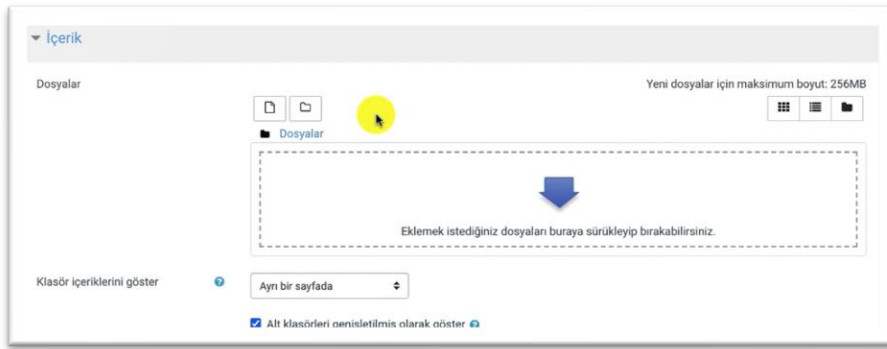 İçerik
Dosyalar
Yeni dosyalar için maksimum boyut: 256MB
Dosyalar
Eklemek istediğiniz dosyaları buraya sürükleyip bırakabilirsiniz.
Klasör içeriklerini göster
Ayrı bir sayfada
Alt klasörleri genişletilmiş olarak göster